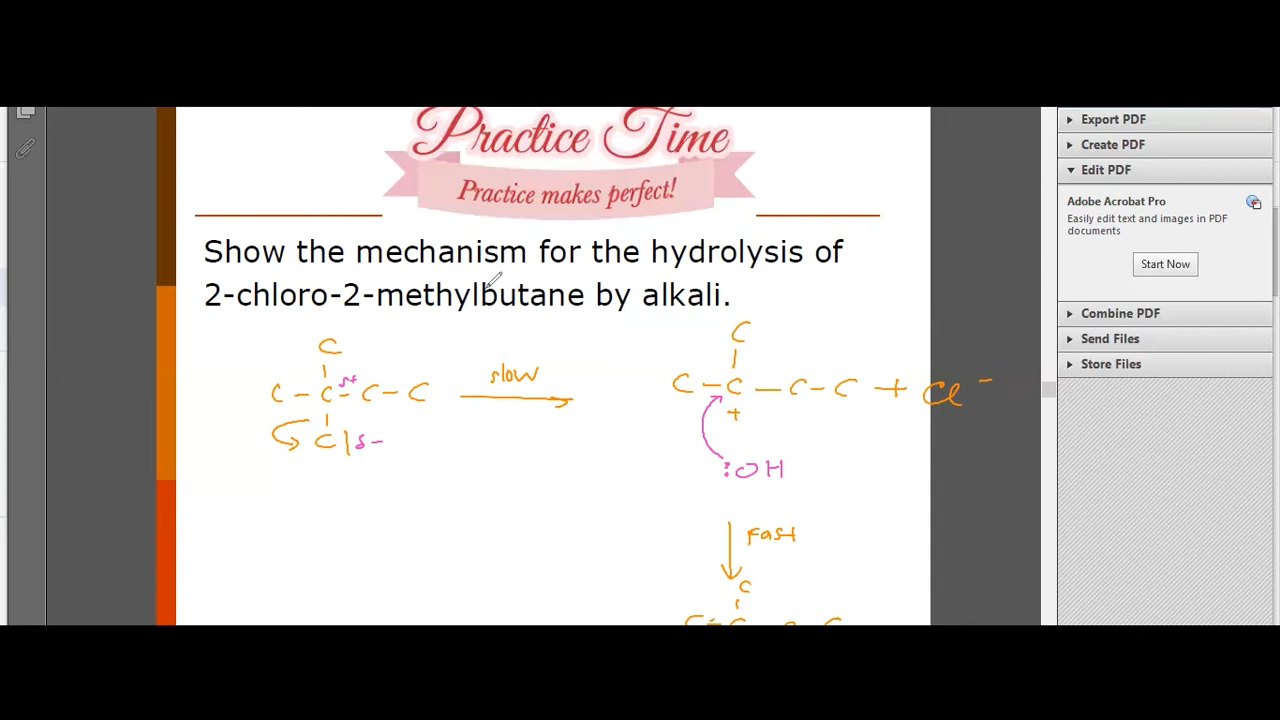 Practice Time
Practice makes perfect!
Show the mechanism for the hydrolysis of
2-chloro-2-methylbutane by alkali.
C
C - C δ+ - C - C
Cl δ-
slow
C
C - C - C - C + Cl -
+
:OH
Fast
C
C - C C C
Export PDF
Create PDF
Edit PDF
Adobe Acrobat Pro
Easily edit text and images in PDF
documents
Start Now
Combine PDF
Send Files
Store Files